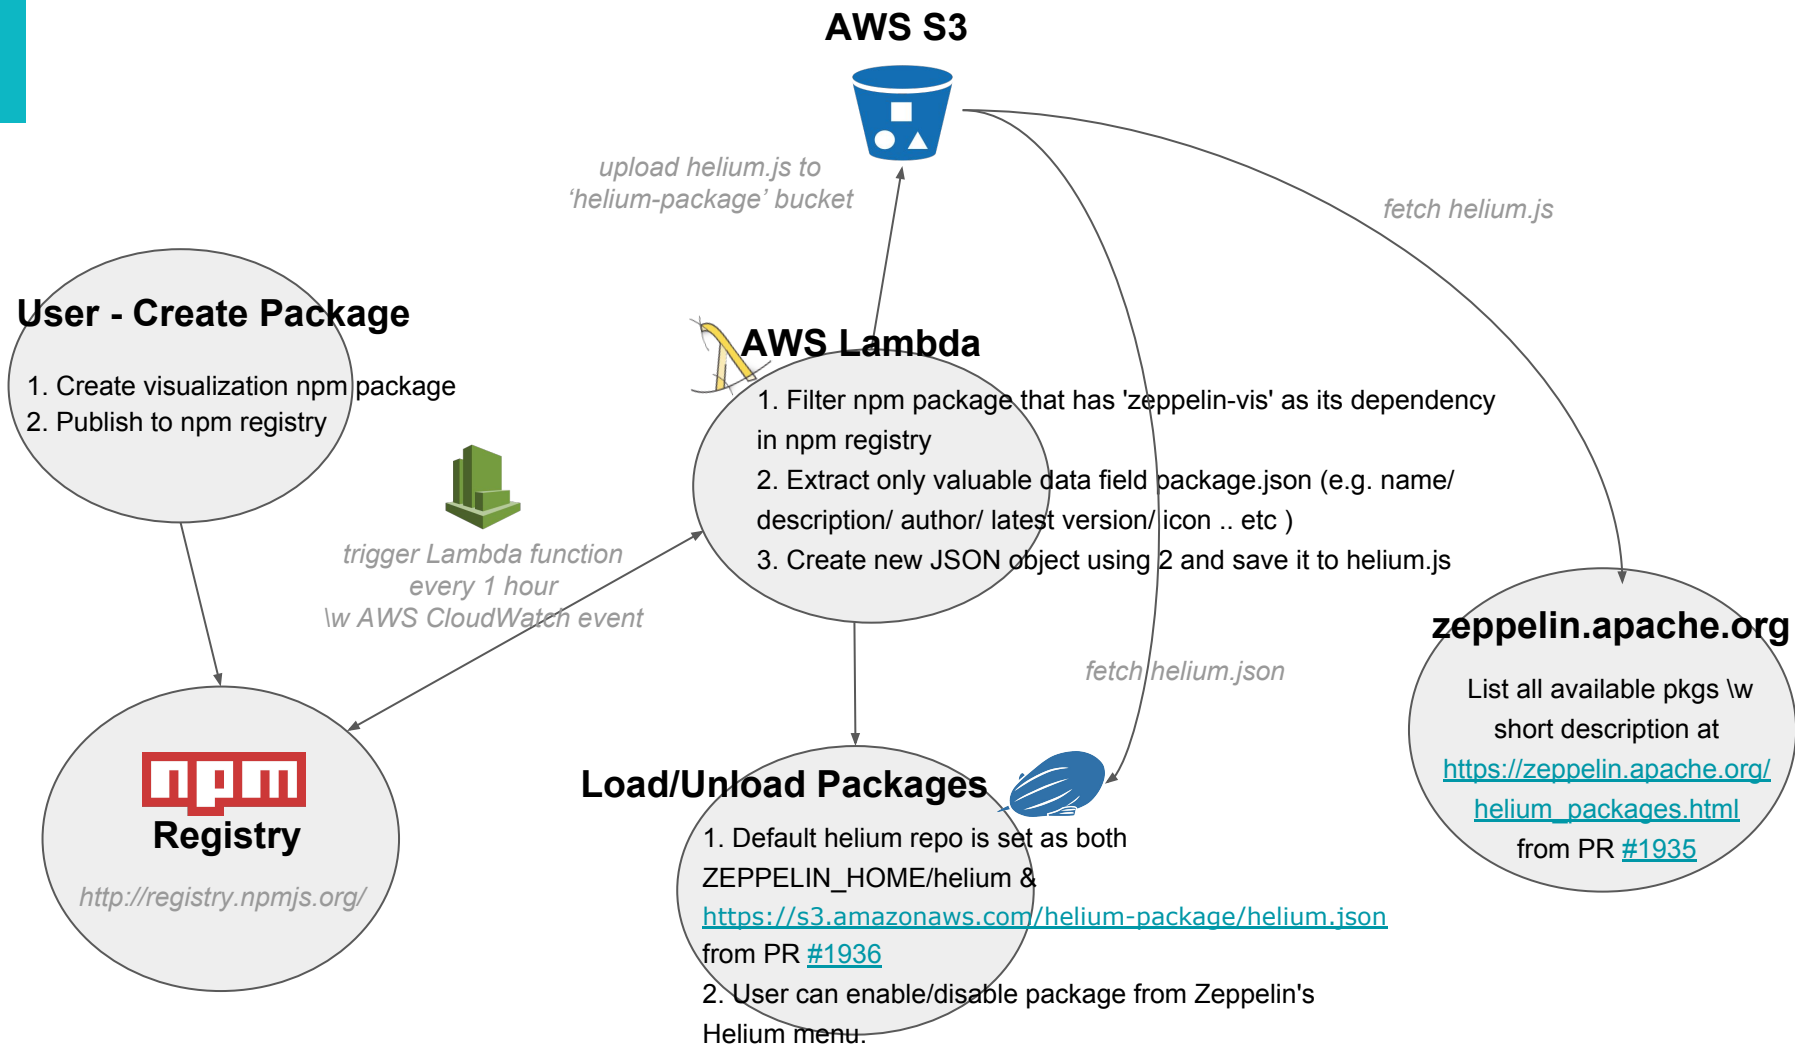 AWS S3
upload helium.js to
‘helium-package’ bucket
fetch helium.js
User - Create Package
1. Create visualization npm package
2. Publish to npm registry
trigger Lambda function
every 1 hour
\w AWS CloudWatch event
AWS Lambda
1. Filter npm package that has 'zeppelin-vis' as its dependency
in npm registry
2. Extract only valuable data field package.json (e.g. name/
description/ author/ latest version/ icon .. etc )
3. Create new JSON object using 2 and save it to helium.js
fetch helium.json
npm
Registry
http://registry.npmjs.org/
Load/Unload Packages
1. Default helium repo is set as both
ZEPPELIN_HOME/helium &
https://s3.amazonaws.com/helium-package/helium.json
from PR #1936
2. User can enable/disable package from Zeppelin's
Helium menu.
zeppelin.apache.org
List all available pkgs \w
short description at
https://zeppelin.apache.org/
helium_packages.html
from PR #1935